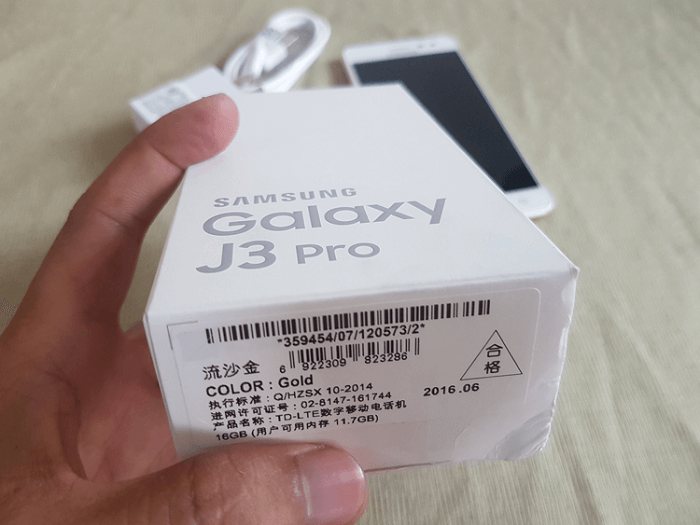 SAMSUNG
Galaxy
J3 Pro
*359454/07/120573/2*
流沙金
6 922309 823286
COLOR : Gold
执行标准 : Q/HZSX 10-2014
进网许可证号 : 02-8147-161744
产品名称 : TD-LTE数字移动电话机
16GB (用户可用内存 11.7GB)
2016.06
合
格